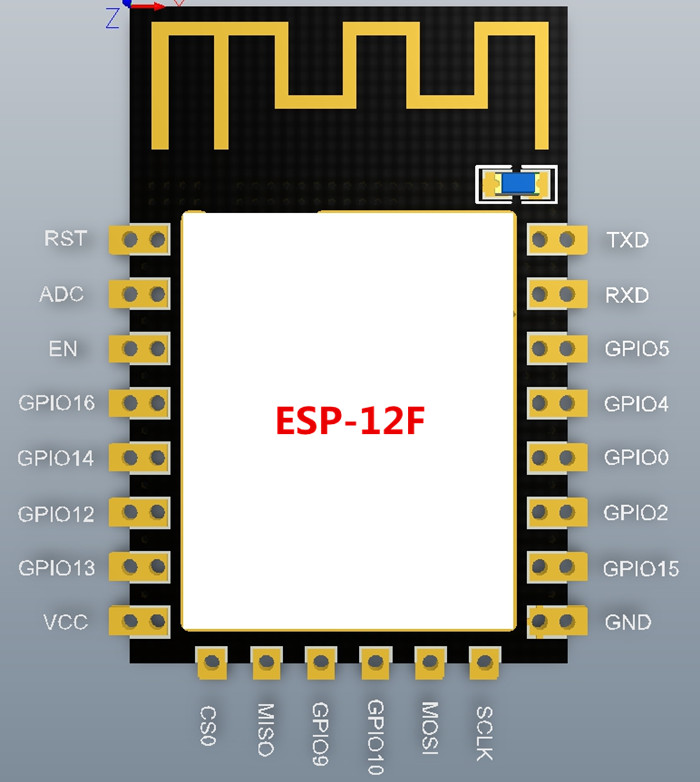 Z
RST
ADC
EN
GPIO16
GPIO14
GPIO12
GPIO13
VCC
ESP-12F
TXD
RXD
GPIO5
GPIO4
GPIO0
GPIO2
GPIO15
GND
CS0
MISO
GPIO9
GPIO10
MOSI
SCLK